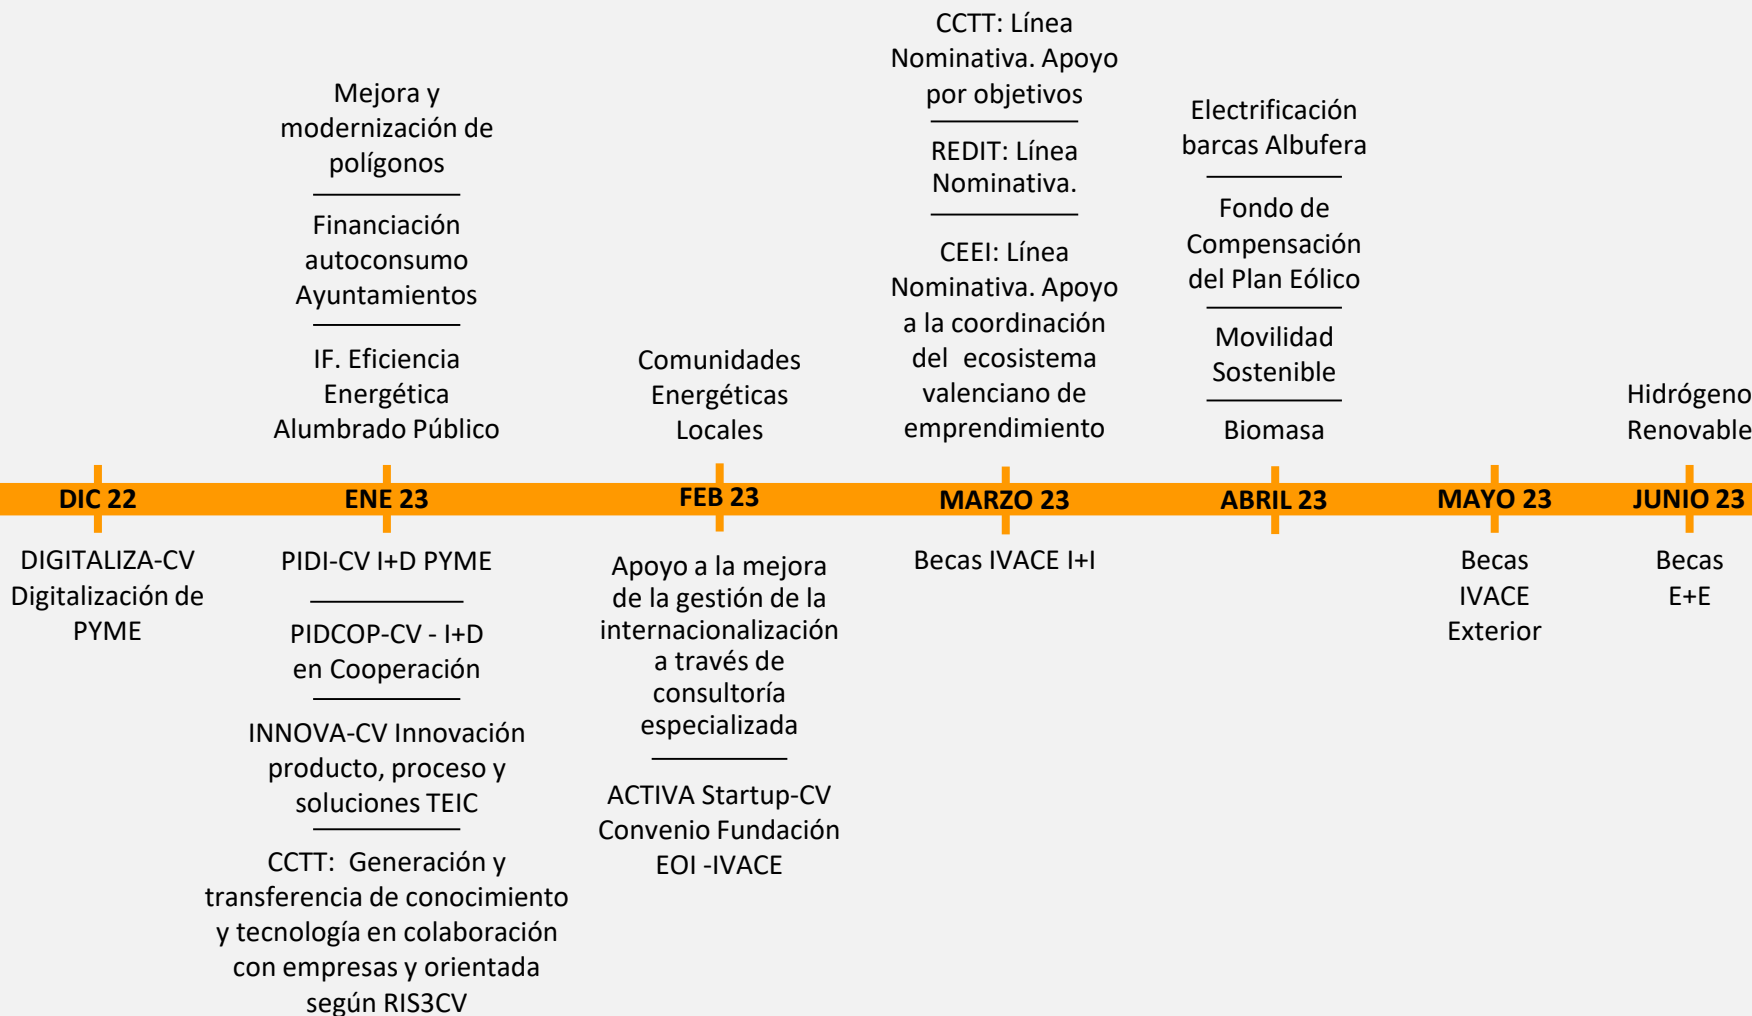 Mejora y
modernización de
polígonos
Financiación
autoconsumo
Ayuntamientos
IF. Eficiencia
Energética
Alumbrado Público
Comunidades
Energéticas
Locales
CCTT: Línea
Nominativa. Apoyo
por objetivos
REDIT: Línea
Nominativa.
CEEI: Línea
Nominativa. Apoyo
a la coordinación
del ecosistema
valenciano de
emprendimiento
Electrificación
barcas Albufera
Fondo de
Compensación
del Plan Eólico
Movilidad
Sostenible
Biomasa
Hidrógeno
Renovable
DIC 22
ENE 23
FEB 23
MARZO 23
ABRIL 23
MAYO 23
JUNIO 23
DIGITALIZA-CV
Digitalización de
PYME
PIDI-CV I+D PYME
PIDCOP-CV - I+D
en Cooperación
INNOVA-CV Innovación
producto, proceso y
soluciones TEIC
CCTT: Generación y
transferencia de conocimiento
y tecnología en colaboración
con empresas y orientada
según RIS3CV
Apoyo a la mejora
de la gestión de la
internacionalización
a través de
consultoría
especializada
ACTIVA Startup-CV
Convenio Fundación
EOI -IVACE
Becas IVACE I+I
Becas
IVACE
Exterior
Becas
E+E